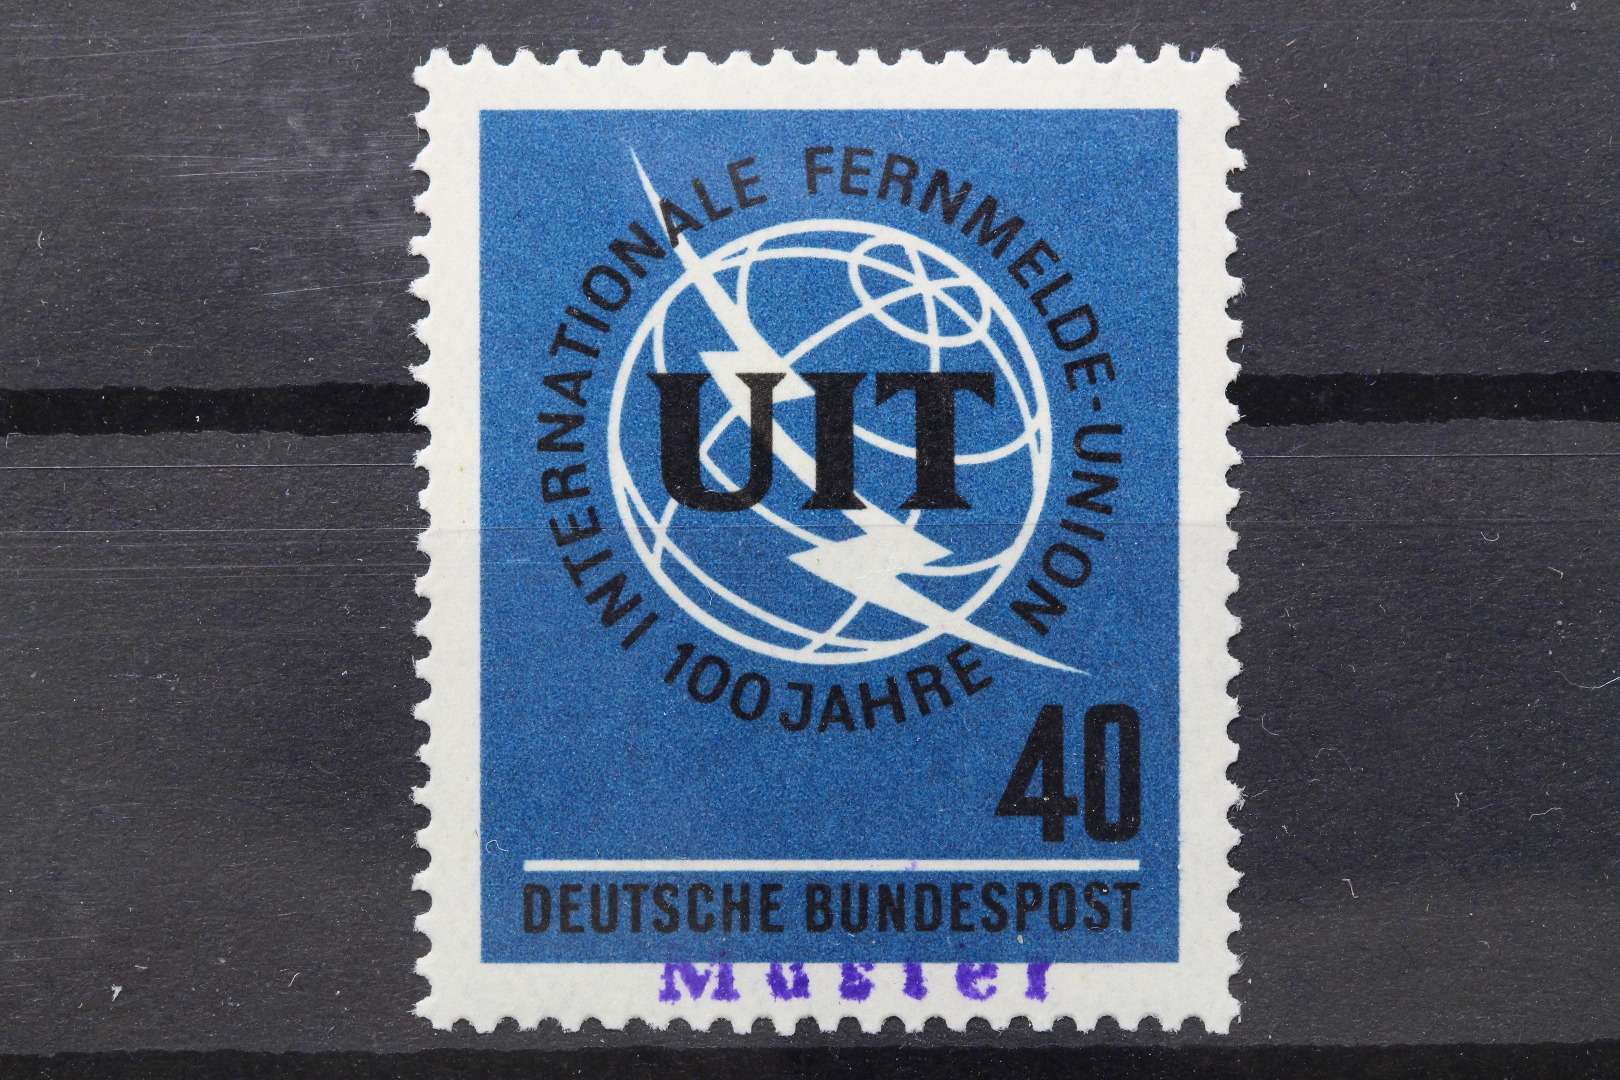 100 JAHRE INTERNATIONALE FERNMELDE-UNION
UIT
40
DEUTSCHE BUNDESPOST
Muster